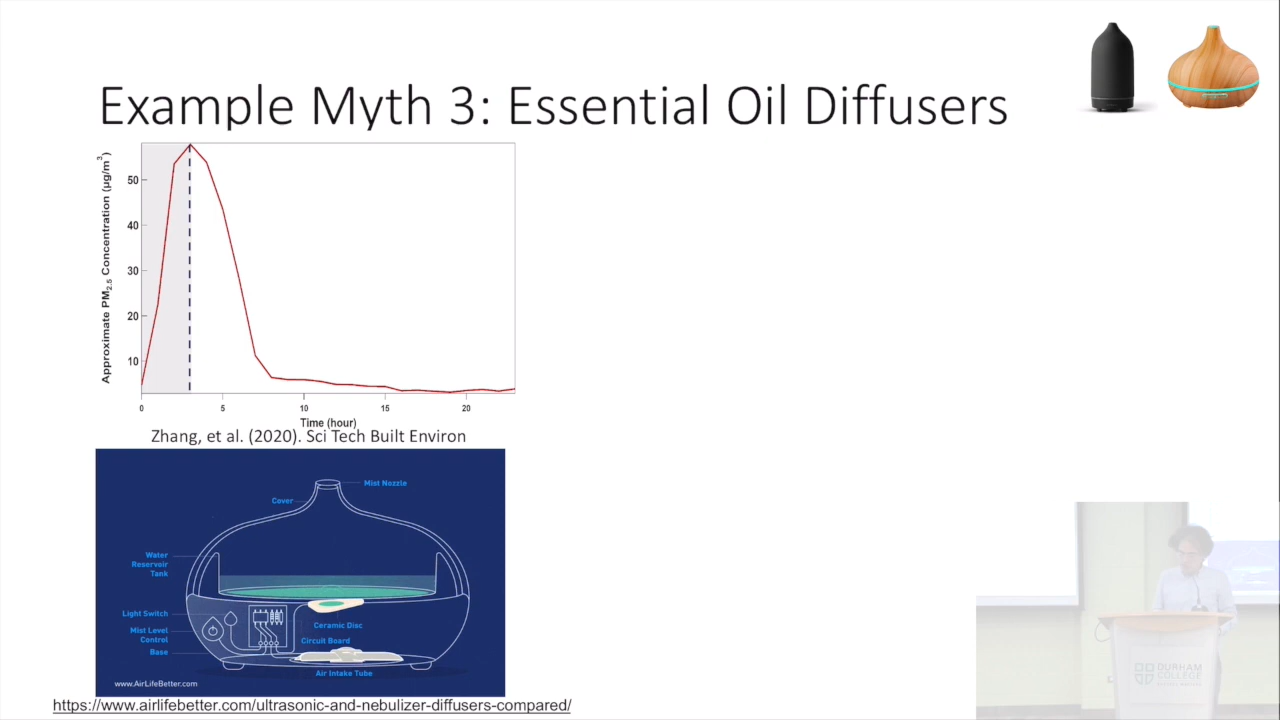 Example Myth 3: Essential Oil Diffusers
Approximate PM2.5 Concentration (µg/m3)
50
40
30
20
10
0
5
10
15
20
Time (hour)
Zhang, et al. (2020). Sci Tech Built Environ
Mist Nozzle
Cover
Water
Reservoir
Tank
Light Switch
Mist Level
Control
Base
Ceramic Disc
Circuit Board
Air Intake Tube
www.AirLifeBetter.com
https://www.airlifebetter.com/ultrasonic-and-nebulizer-diffusers-compared/
DURHAM
COLLEGE